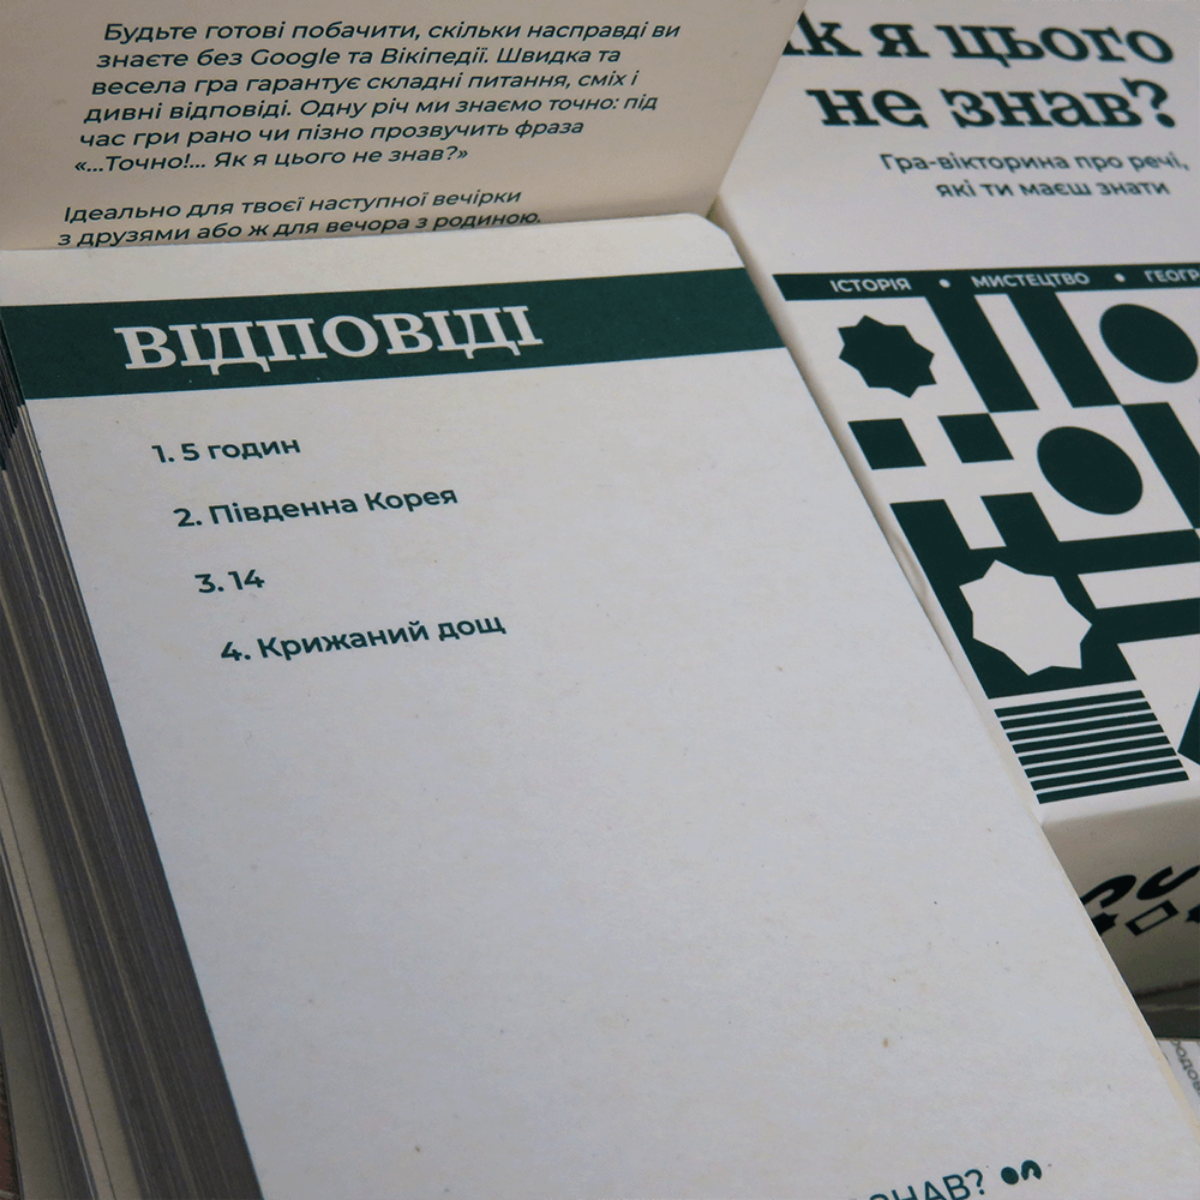 Будьте готові побачити, скільки насправді ви
знаєте без Google та Вікіпедії. Швидка та
весела гра гарантує складні питання, сміх і
дивні відповіді. Одну річ ми знаємо точно: під
час гри рано чи пізно прозвучить фраза
«...Точно!... Як я цього не знав?»
Ідеально для твоєї наступної вечірки
з друзями або ж для вечора з родиною.
ВІДПОВІДІ
1. 5 годин
2. Південна Корея
3. 14
4. Крижаний дощ
ЗНАВ?
Як я цього
не знав?
Гра-вікторина про речі,
які ти маєш знати
ІСТОРІЯ • МИСТЕЦТВО •